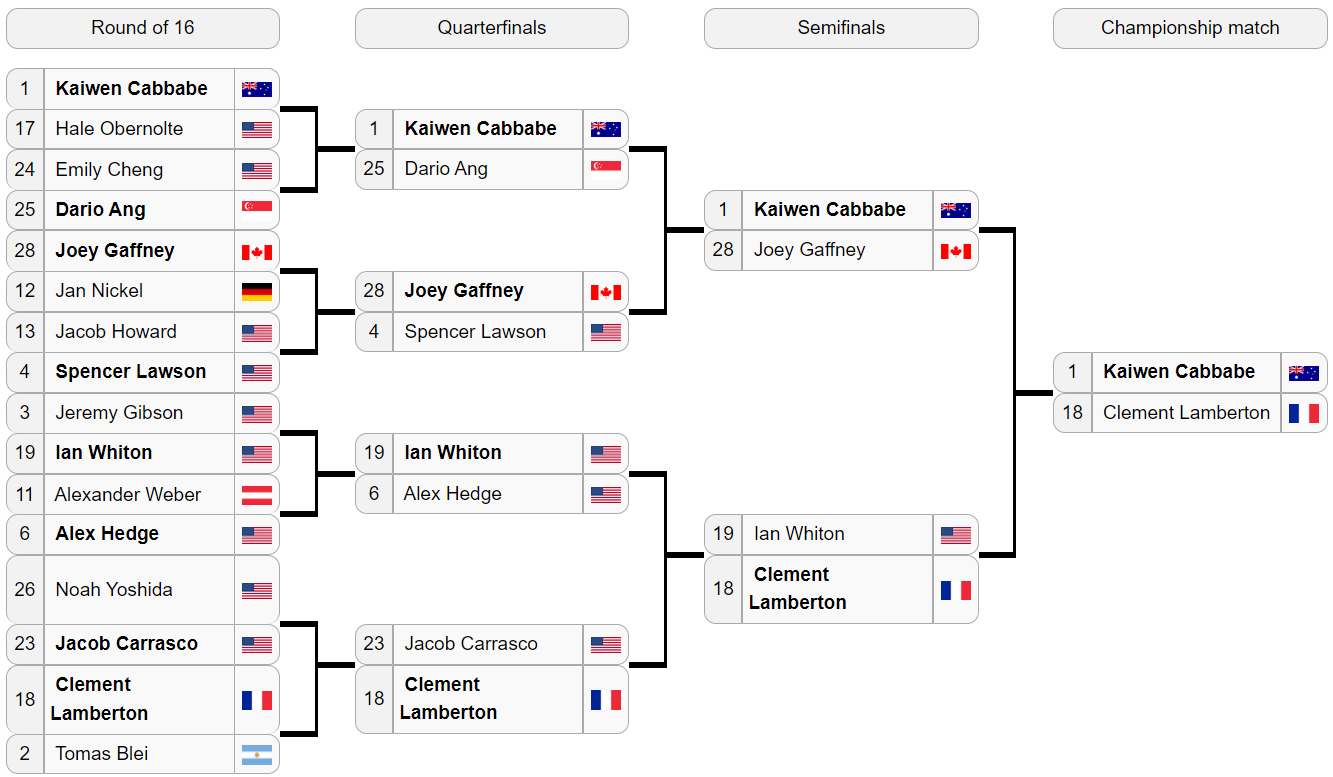 Round of 16
Quarterfinals
Semifinals
Championship match
1 Kaiwen Cabbabe
17 Hale Obernolte
24 Emily Cheng
25 Dario Ang
28 Joey Gaffney
12 Jan Nickel
13 Jacob Howard
4 Spencer Lawson
3 Jeremy Gibson
19 Ian Whiton
11 Alexander Weber
6 Alex Hedge
26 Noah Yoshida
23 Jacob Carrasco
18 Clement
Lamberton
2 Tomas Blei
1 Kaiwen Cabbabe
25 Dario Ang
28 Joey Gaffney
4 Spencer Lawson
19 Ian Whiton
6 Alex Hedge
23 Jacob Carrasco
18 Clement
Lamberton
1 Kaiwen Cabbabe
28 Joey Gaffney
19 Ian Whiton
18 Clement
Lamberton
1 Kaiwen Cabbabe
18 Clement Lamberton